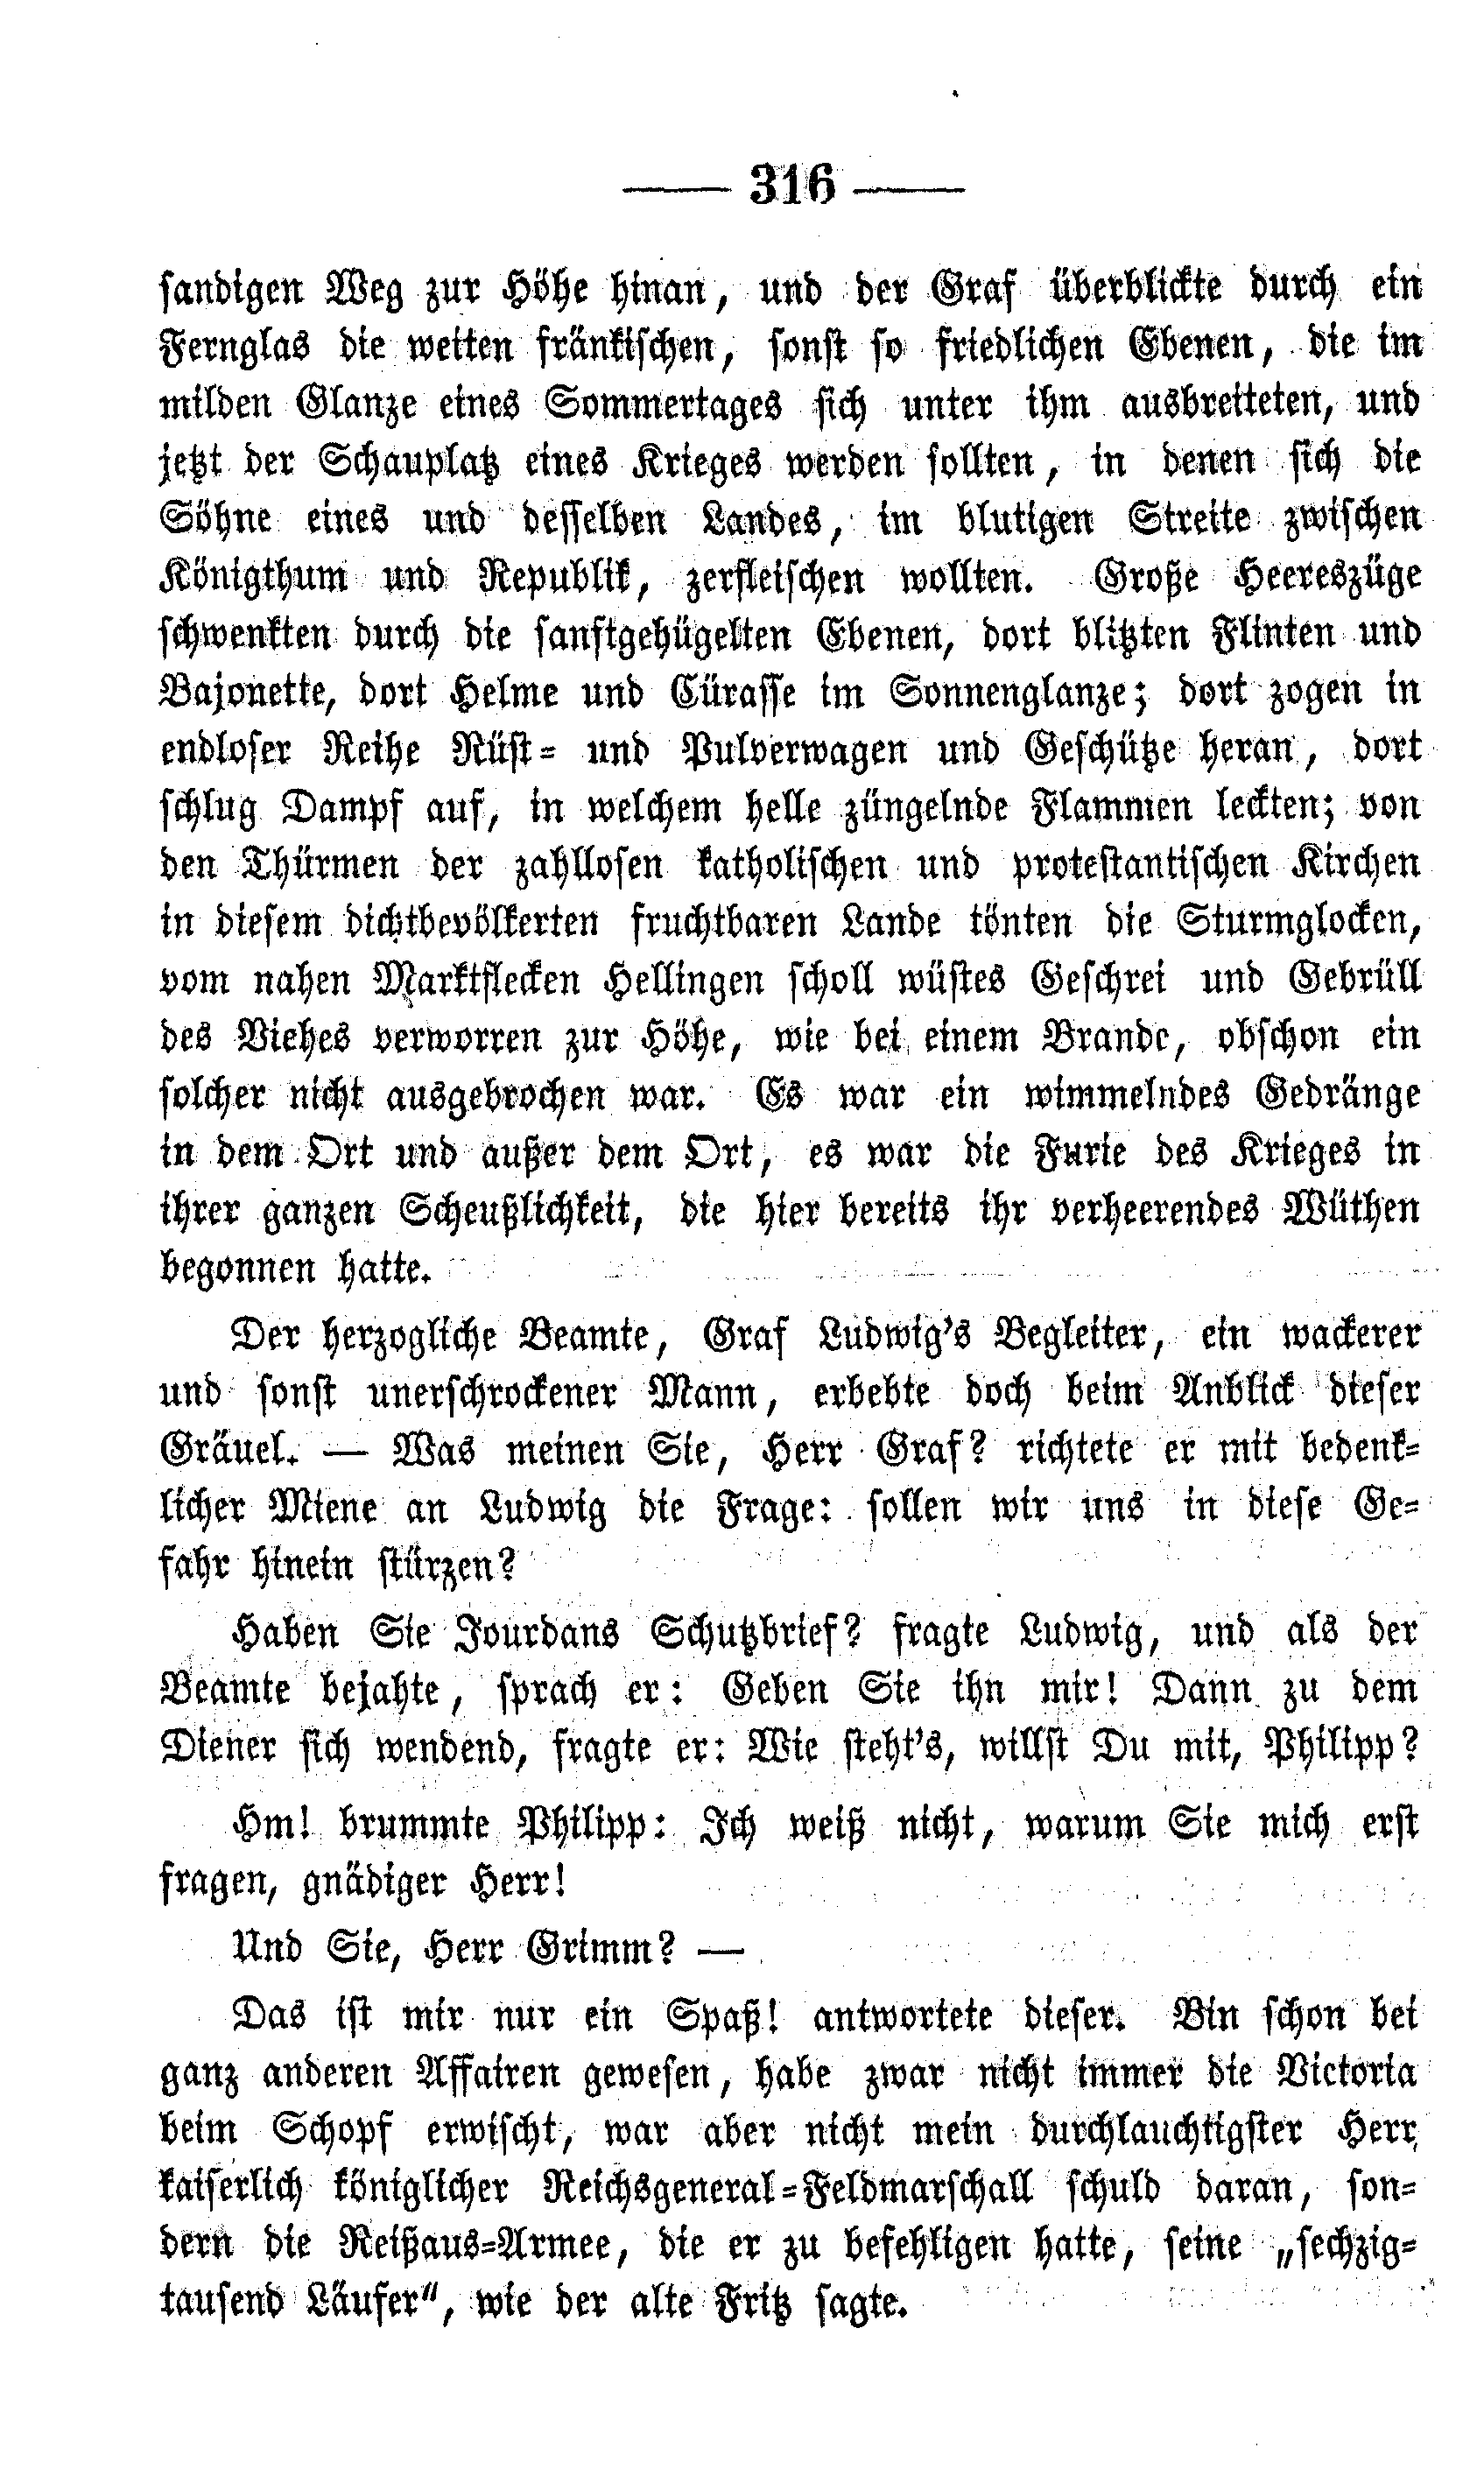 — 316 —
sandigen Weg zur Höhe hinan, und der Graf überblickte durch ein
Fernglas die weiten fränkischen, sonst so friedlichen Ebenen, die im
milden Glanze eines Sommertages sich unter ihm ausbreiteten, und
jetzt der Schauplatz eines Krieges werden sollten, in denen sich die
Söhne eines und desselben Landes, im blutigen Streite zwischen
Königthum und Republik, zerfleischen wollten. Große Heereszüge
schwenkten durch die sanftgehügelten Ebenen, dort blitzten Flinten und
Bajonette, dort Helme und Cürasse im Sonnenglanze; dort zogen in
endloser Reihe Rüst- und Pulverwagen und Geschütze heran, dort
schlug Dampf auf, in welchem helle züngelnde Flammen leckten; von
den Thürmen der zahllosen katholischen und protestantischen Kirchen
in diesem dichtbevölkerten fruchtbaren Lande tönten die Sturmglocken,
vom nahen Marktflecken Hellingen scholl wüstes Geschrei und Gebrüll
des Viehes verworren zur Höhe, wie bei einem Brande, obschon ein
solcher nicht ausgebrochen war. Es war ein wimmelndes Gedränge
in dem Ort und außer dem Ort, es war die Furie des Krieges in
ihrer ganzen Scheußlichkeit, die hier bereits ihr verheerendes Wüthen
begonnen hatte.
Der herzogliche Beamte, Graf Ludwig's Begleiter, ein wackerer
und sonst unerschrockener Mann, erbebte doch beim Anblick dieser
Gräuel. — Was meinen Sie, Herr Graf? richtete er mit bedenk-
licher Miene an Ludwig die Frage: sollen wir uns in diese Ge-
fahr hinein stürzen?
Haben Sie Jourdans Schutzbrief? fragte Ludwig, und als der
Beamte bejahte, sprach er: Geben Sie ihn mir! Dann zu dem
Diener sich wendend, fragte er: Wie steht's, willst Du mit, Philipp?
Hm! brummte Philipp: Ich weiß nicht, warum Sie mich erst
fragen, gnädiger Herr!
Und Sie, Herr Grimm? —
Das ist mir nur ein Spaß! antwortete dieser. Bin schon bei
ganz anderen Affairen gewesen, habe zwar nicht immer die Victoria
beim Schopf erwischt, war aber nicht mein durchlauchtigster Herr,
kaiserlich königlicher Reichsgeneral-Feldmarschall schuld daran, son-
dern die Reißaus-Armee, die er zu befehligen hatte, seine „sechzig-
tausend Läufer“, wie der alte Fritz sagte.